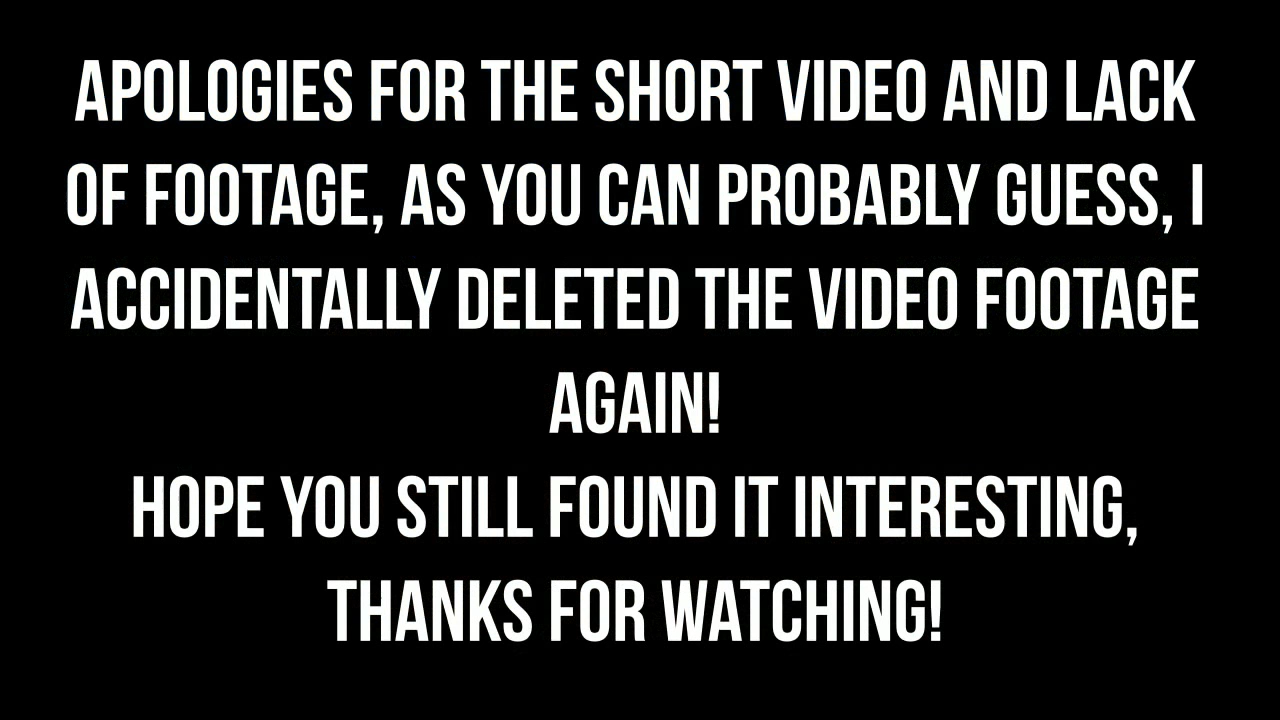 APOLOGIES FOR THE SHORT VIDEO AND LACK
OF FOOTAGE, AS YOU CAN PROBABLY GUESS, I
ACCIDENTALLY DELETED THE VIDEO FOOTAGE
AGAIN!
HOPE YOU STILL FOUND IT INTERESTING,
THANKS FOR WATCHING!